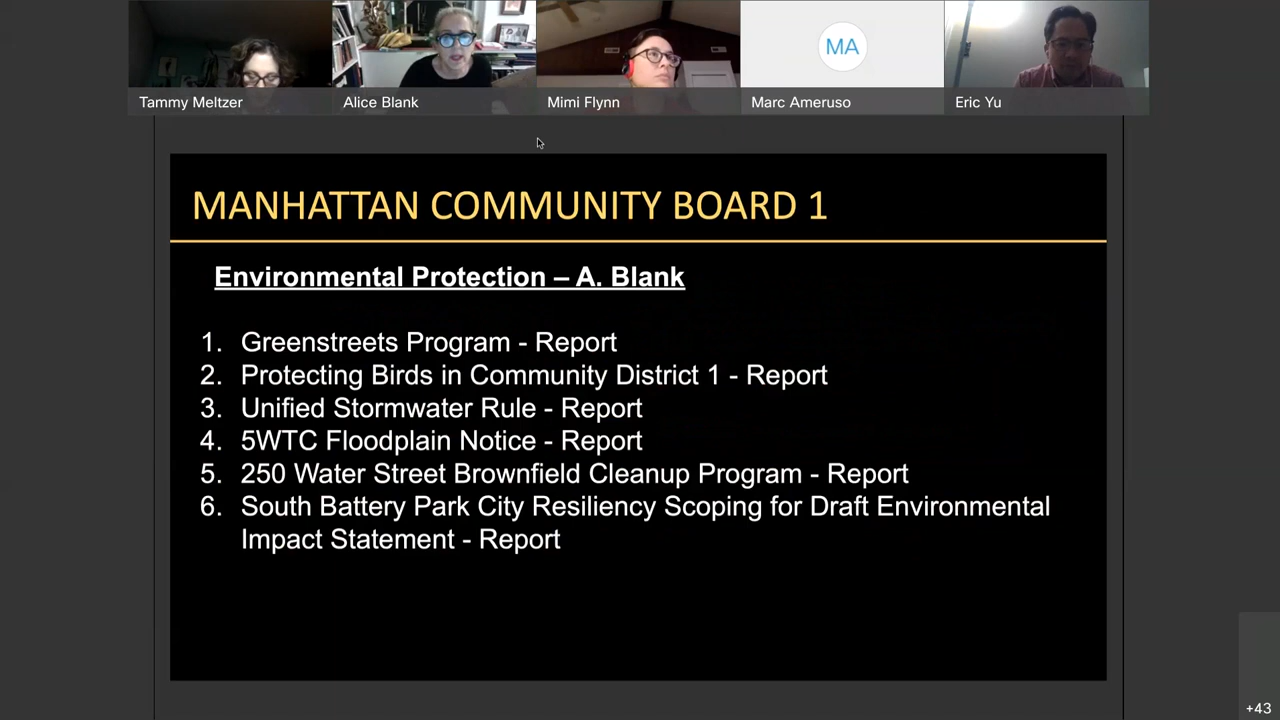 Tammy Meltzer
Alice Blank
Mimi Flynn
MA
Marc Ameruso
Eric Yu
MANHATTAN COMMUNITY BOARD 1
Environmental Protection – A. Blank
1. Greenstreets Program - Report
2. Protecting Birds in Community District 1 - Report
3. Unified Stormwater Rule - Report
4. 5WTC Floodplain Notice - Report
5. 250 Water Street Brownfield Cleanup Program - Report
6. South Battery Park City Resiliency Scoping for Draft Environmental
Impact Statement - Report
+43